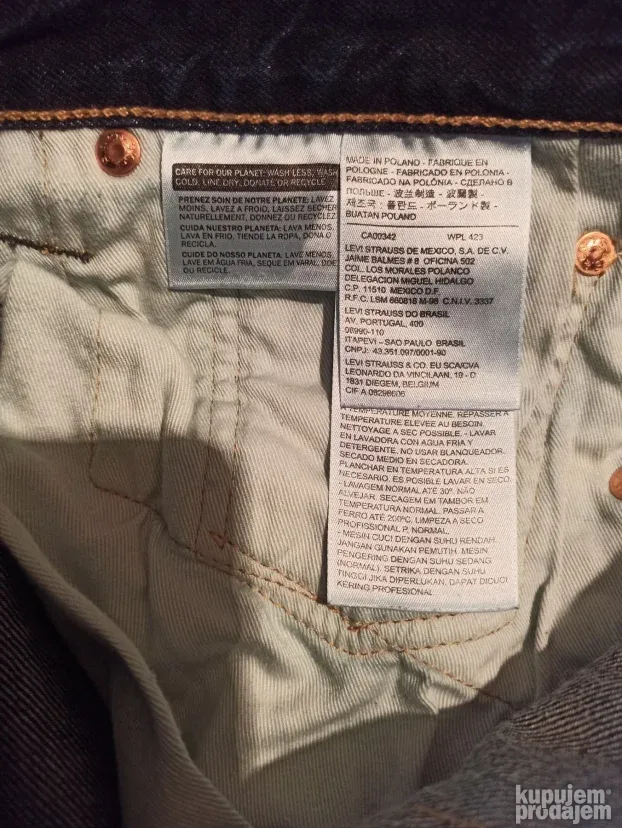 CARE FOR OUR PLANET: WASH LESS, WASH
COLD, LINE DRY, DONATE OR RECYCLE
PRENEZ SOIN DE NOTRE PLANETE: LAVEZ
MOINS, LAVEZ A FROID, LAISSEZ SECHER
NATURELLEMENT, DONNEZ OU RECYCLEZ
CUIDA NUESTRO PLANETA: LAVA MENOS,
LAVA EN FRIO, TIENDE LA ROPA, DONA O
RECICLA.
CUIDE DO NOSSO PLANETA: LAVE MENOS,
LAVE EM ÁGUA FRIA, SEQUE EM VARAL, DOE
OU RECICLE.
MADE IN POLAND - FABRIQUE EN
POLOGNE - FABRICADO EN POLONIA -
FABRICADO NA POLÔNIA - СДЕЛАНО В
ПОЛЬШЕ - 波兰制造 - 波蘭製 -
제조국: 폴란드 - ポーランド製 -
BUATAN POLAND
CA00342 WPL 423
LEVI STRAUSS DE MEXICO, S.A. DE C.V.
JAIME BALMES # 8 OFICINA 502
COL. LOS MORALES POLANCO
DELEGACION MIGUEL HIDALGO
C.P. 11510 MEXICO D.F.
R.F.C. LSM 660818 M-98 C.N.I.V. 3337
LEVI STRAUSS DO BRASIL
AV. PORTUGAL, 400
06690-110
ITAPEVI - SAO PAULO BRASIL
CNPJ: 43.351.097/0001-90
LEVI STRAUSS & CO. EU SCA/CVA
LEONARDO DA VINCILAAN, 19 - D
1831 DIEGEM, BELGIUM
CIF A 08298606
A TEMPERATURE MOYENNE. REPASSER A
TEMPERATURE ELEVEE AU BESOIN.
NETTOYAGE A SEC POSSIBLE. - LAVAR
EN LAVADORA CON AGUA FRIA Y
DETERGENTE. NO USAR BLANQUEADOR.
SECADO MEDIO EN SECADORA.
PLANCHAR EN TEMPERATURA ALTA SI ES
NECESARIO. ES POSIBLE LAVAR EN SECO.
- LAVAGEM NORMAL ATÉ 30º. NÃO
ALVEJAR. SECAGEM EM TAMBOR EM
TEMPERATURA NORMAL. PASSAR A
FERRO ATÉ 200ºC. LIMPEZA A SECO
PROFISSIONAL P, NORMAL.
- MESIN CUCI DENGAN SUHU RENDAH.
JANGAN GUNAKAN PEMUTIH. MESIN
PENGERING DENGAN SUHU SEDANG
(NORMAL). SETRIKA DENGAN SUHU
TINGGI JIKA DIPERLUKAN. DAPAT DICUCI
KERING PROFESIONAL
kupujem
prodajem